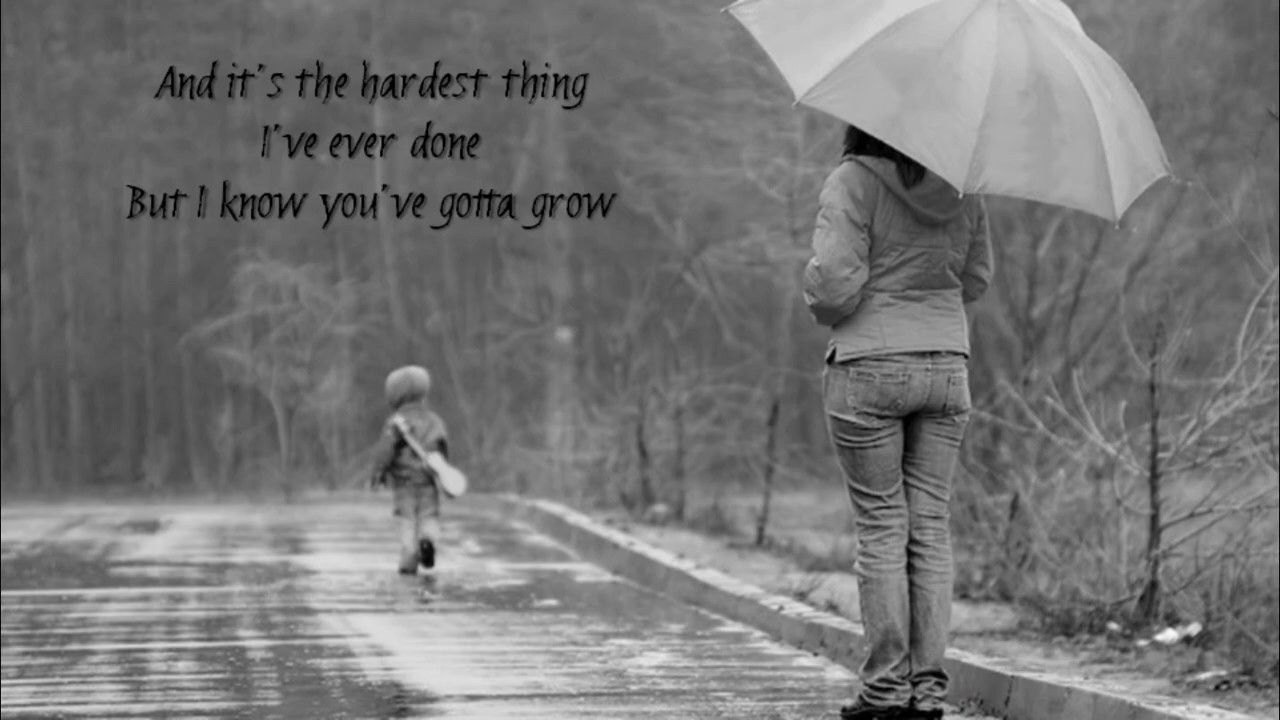 And it's the hardest thing
I've ever done
But I know you've gotta grow